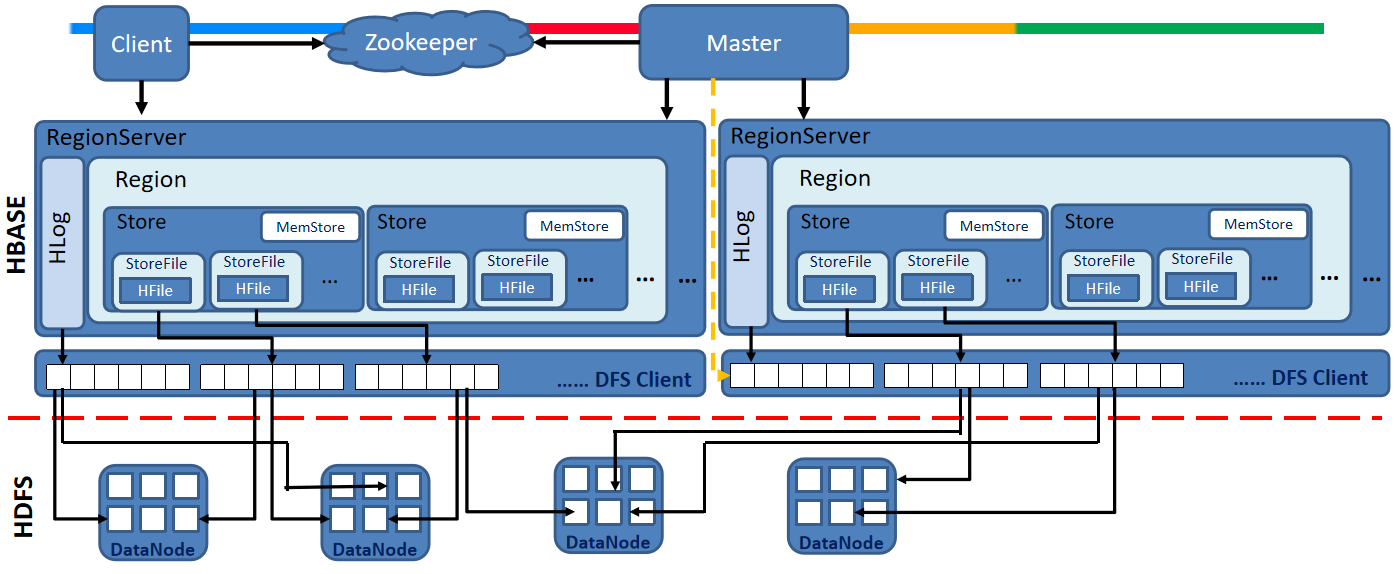 Client
Zookeeper
Master
HBASE
RegionServer
HLog
Region
Store
MemStore
StoreFile
HFile
StoreFile
HFile
...
Store
MemStore
StoreFile
HFile
StoreFile
HFile
...
...
...
RegionServer
HLog
Region
Store
MemStore
StoreFile
HFile
StoreFile
HFile
...
Store
MemStore
StoreFile
HFile
StoreFile
HFile
...
...
...
...... DFS Client
...... DFS Client
HDFS
DataNode
DataNode
DataNode
DataNode